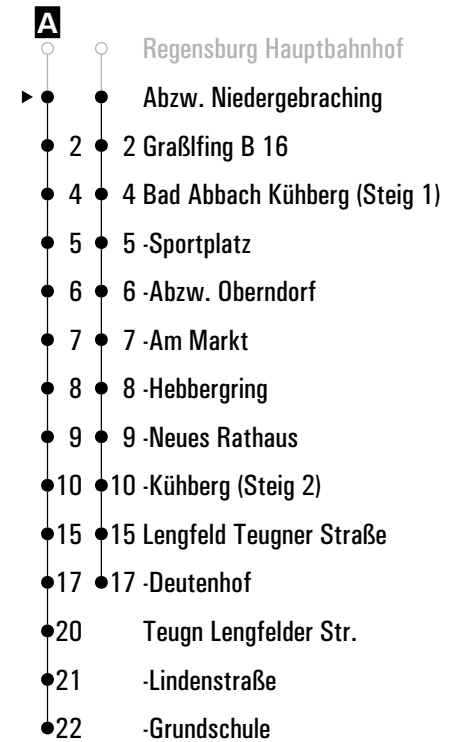 A
Regensburg Hauptbahnhof
Abzw. Niedergebraching
2 2 Graßlfing B 16
4 4 Bad Abbach Kühberg (Steig 1)
5 5 -Sportplatz
6 6 -Abzw. Oberndorf
7 7 -Am Markt
8 8 -Hebbergring
9 9 -Neues Rathaus
10 10 -Kühberg (Steig 2)
15 15 Lengfeld Teugner Straße
17 17 -Deutenhof
20 Teugn Lengfelder Str.
21 -Lindenstraße
22 -Grundschule